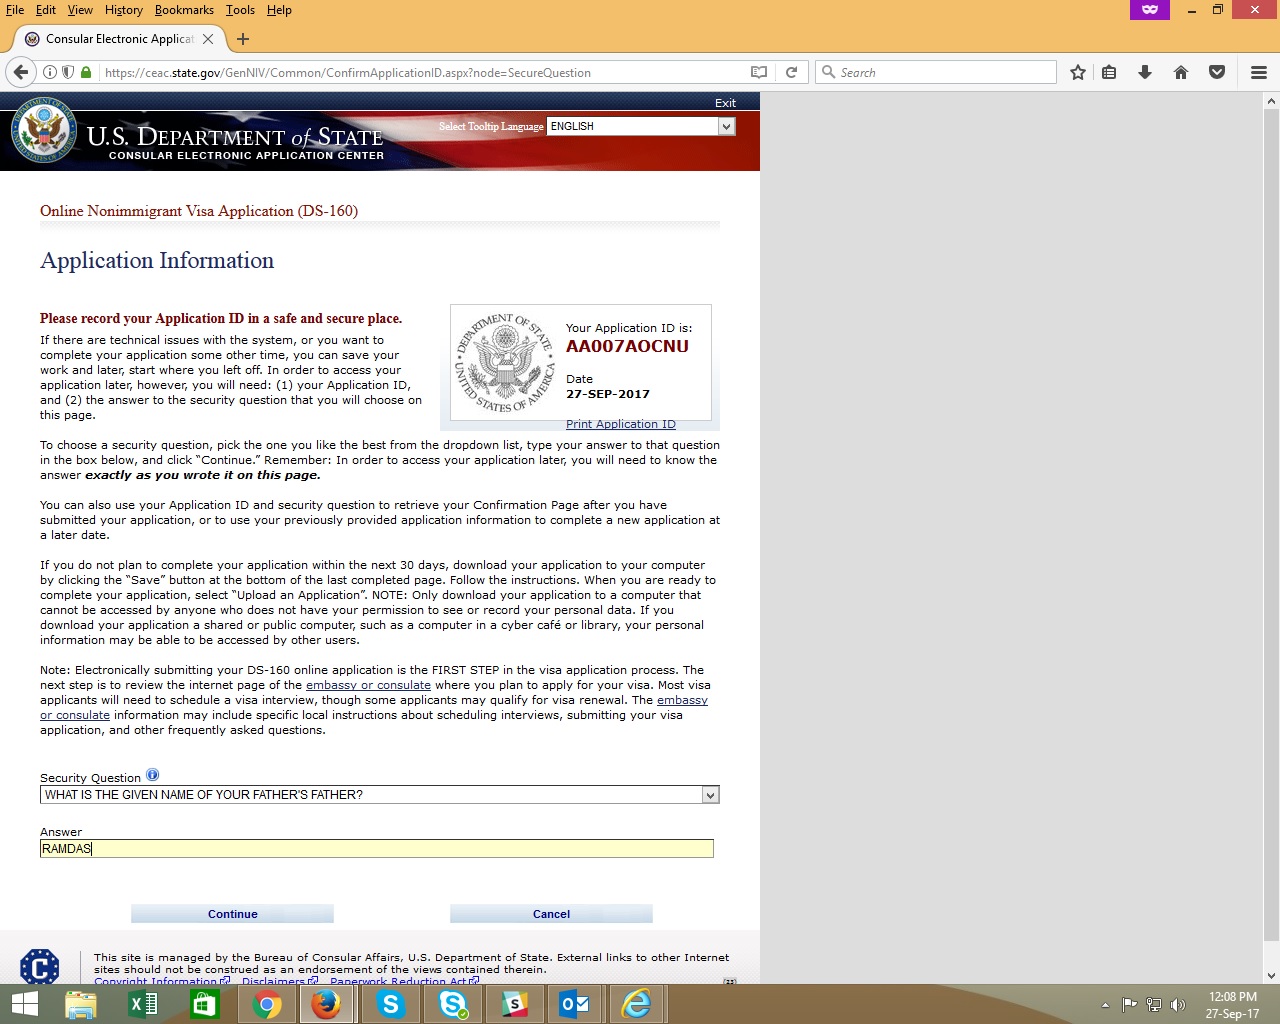 File Edit View History Bookmarks Tools Help
Consular Electronic Applicat
https://ceac.state.gov/GenNIV/Common/ConfirmApplicationID.aspx?node=SecureQuestion
Search
Exit
U.S. DEPARTMENT of STATE
CONSULAR ELECTRONIC APPLICATION CENTER
Select Tooltip Language ENGLISH
Online Nonimmigrant Visa Application (DS-160)
Application Information
Please record your Application ID in a safe and secure place.
If there are technical issues with the system, or you want to
complete your application some other time, you can save your
work and later, start where you left off. In order to access your
application later, however, you will need: (1) your Application ID,
and (2) the answer to the security question that you will choose on
this page.
DEPARTMENT OF STATE
UNITED STATES OF AMERICA
Your Application ID is:
AA007AOCNU
Date
27-SEP-2017
Print Application ID
To choose a security question, pick the one you like the best from the dropdown list, type your answer to that question
in the box below, and click “Continue.” Remember: In order to access your application later, you will need to know the
answer exactly as you wrote it on this page.
You can also use your Application ID and security question to retrieve your Confirmation Page after you have
submitted your application, or to use your previously provided application information to complete a new application at
a later date.
If you do not plan to complete your application within the next 30 days, download your application to your computer
by clicking the “Save” button at the bottom of the last completed page. Follow the instructions. When you are ready to
complete your application, select “Upload an Application”. NOTE: Only download your application to a computer that
cannot be accessed by anyone who does not have your permission to see or record your personal data. If you
download your application a shared or public computer, such as a computer in a cyber café or library, your personal
information may be able to be accessed by other users.
Note: Electronically submitting your DS-160 online application is the FIRST STEP in the visa application process. The
next step is to review the internet page of the embassy or consulate where you plan to apply for your visa. Most visa
applicants will need to schedule a visa interview, though some applicants may qualify for visa renewal. The embassy
or consulate information may include specific local instructions about scheduling interviews, submitting your visa
application, and other frequently asked questions.
Security Question
WHAT IS THE GIVEN NAME OF YOUR FATHER'S FATHER?
Answer
RAMDAS
Continue Cancel
This site is managed by the Bureau of Consular Affairs, U.S. Department of State. External links to other Internet
sites should not be construed as an endorsement of the views contained therein.
Copyright Information Disclaimers Paperwork Reduction Act
12:08 PM
27-Sep-17